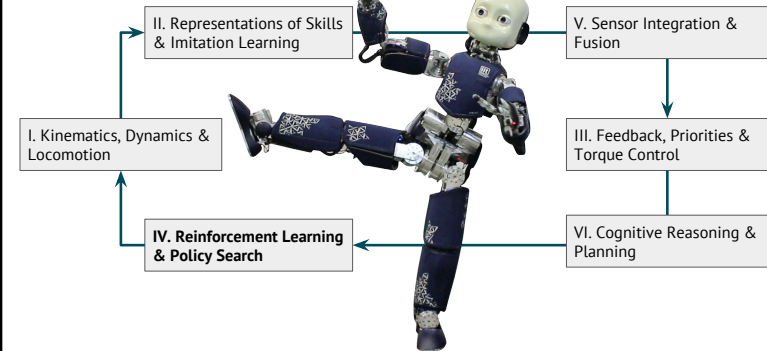 II. Representations of Skills
& Imitation Learning
V. Sensor Integration &
Fusion
I. Kinematics, Dynamics &
Locomotion
III. Feedback, Priorities &
Torque Control
IV. Reinforcement Learning
& Policy Search
VI. Cognitive Reasoning &
Planning